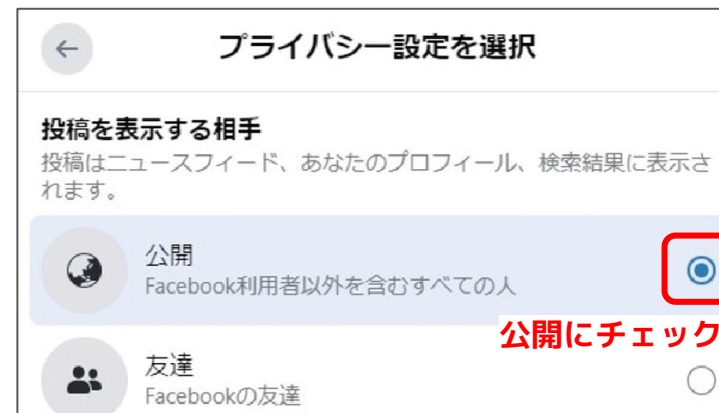 プライバシー設定を選択
投稿を表示する相手
投稿はニュースフィード、あなたのプロフィール、検索結果に表示さ
れます。
公開
Facebook利用者以外を含むすべての人
公開にチェック
友達
Facebookの友達